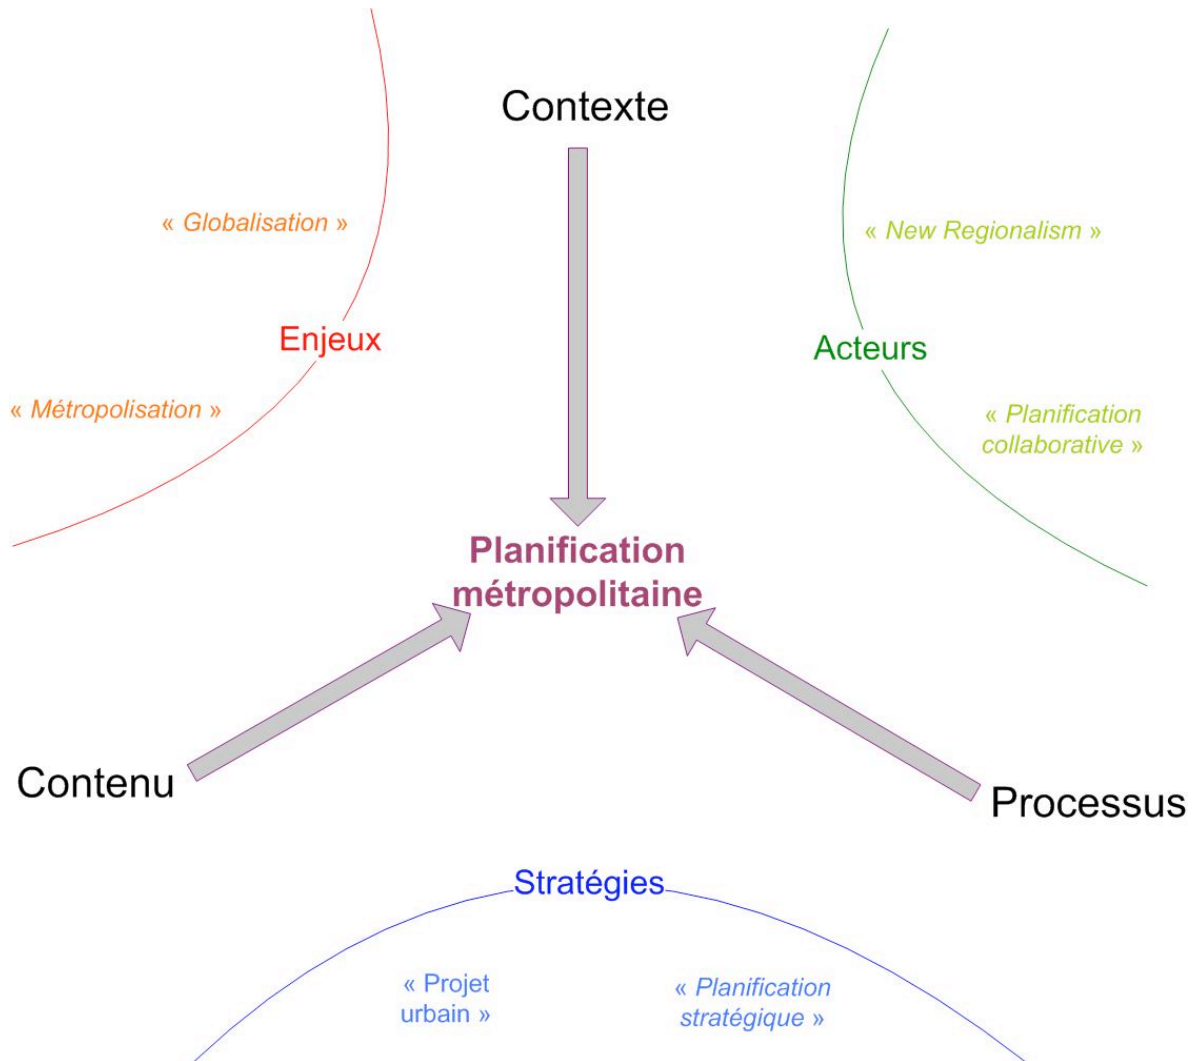 Contexte
« Globalisation »
« New Regionalism »
Enjeux
Acteurs
« Métropolisation »
« Planification
collaborative »
Planification
métropolitaine
Contenu
Processus
Stratégies
« Projet
urbain »
« Planification
stratégique »